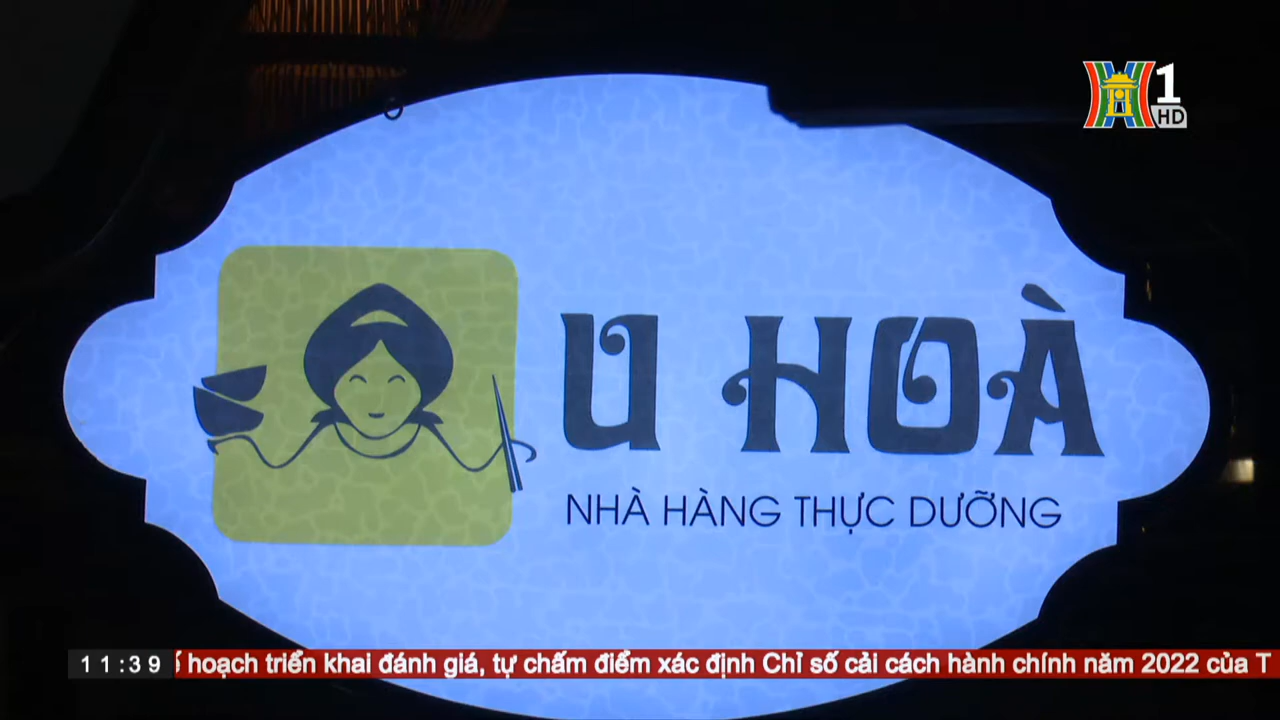 1
HD
U HOÀ
NHÀ HÀNG THỰC DƯỠNG
11:39
hoạch triển khai đánh giá, tự chấm điểm xác định Chỉ số cải cách hành chính năm 2022 của T